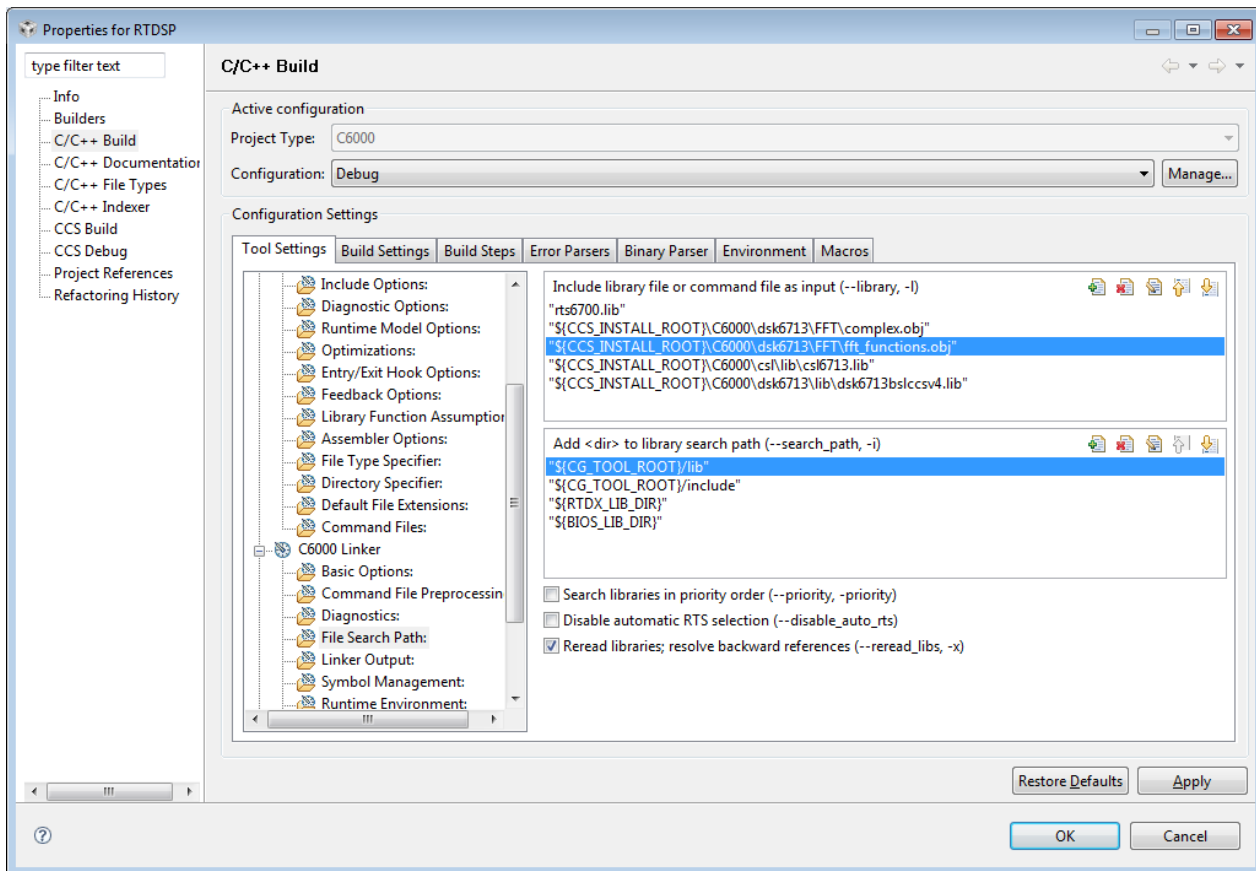 Properties for RTDSP
type filter text
Info
Builders
C/C++ Build
C/C++ Documentation
C/C++ File Types
C/C++ Indexer
CCS Build
CCS Debug
Project References
Refactoring History
C/C++ Build
Active configuration
Project Type: C6000
Configuration: Debug Manage...
Configuration Settings
Tool Settings Build Settings Build Steps Error Parsers Binary Parser Environment Macros
Include Options:
Diagnostic Options:
Runtime Model Options:
Optimizations:
Entry/Exit Hook Options:
Feedback Options:
Library Function Assumption
Assembler Options:
File Type Specifier:
Directory Specifier:
Default File Extensions:
Command Files:
C6000 Linker
Basic Options:
Command File Preprocessin
Diagnostics:
File Search Path:
Linker Output:
Symbol Management:
Runtime Environment:
Include library file or command file as input (--library, -l)
"rts6700.lib"
"${CCS_INSTALL_ROOT}\C6000\dsk6713\FFT\complex.obj"
"${CCS_INSTALL_ROOT}\C6000\dsk6713\FFT\fft_functions.obj"
"${CCS_INSTALL_ROOT}\C6000\csl\lib\csl6713.lib"
"${CCS_INSTALL_ROOT}\C6000\dsk6713\lib\dsk6713bslccsv4.lib"
Add <dir> to library search path (--search_path, -i)
"${CG_TOOL_ROOT}/lib"
"${CG_TOOL_ROOT}/include"
"${RTDX_LIB_DIR}"
"${BIOS_LIB_DIR}"
Search libraries in priority order (--priority, -priority)
Disable automatic RTS selection (--disable_auto_rts)
Reread libraries; resolve backward references (--reread_libs, -x)
Restore Defaults Apply
OK Cancel